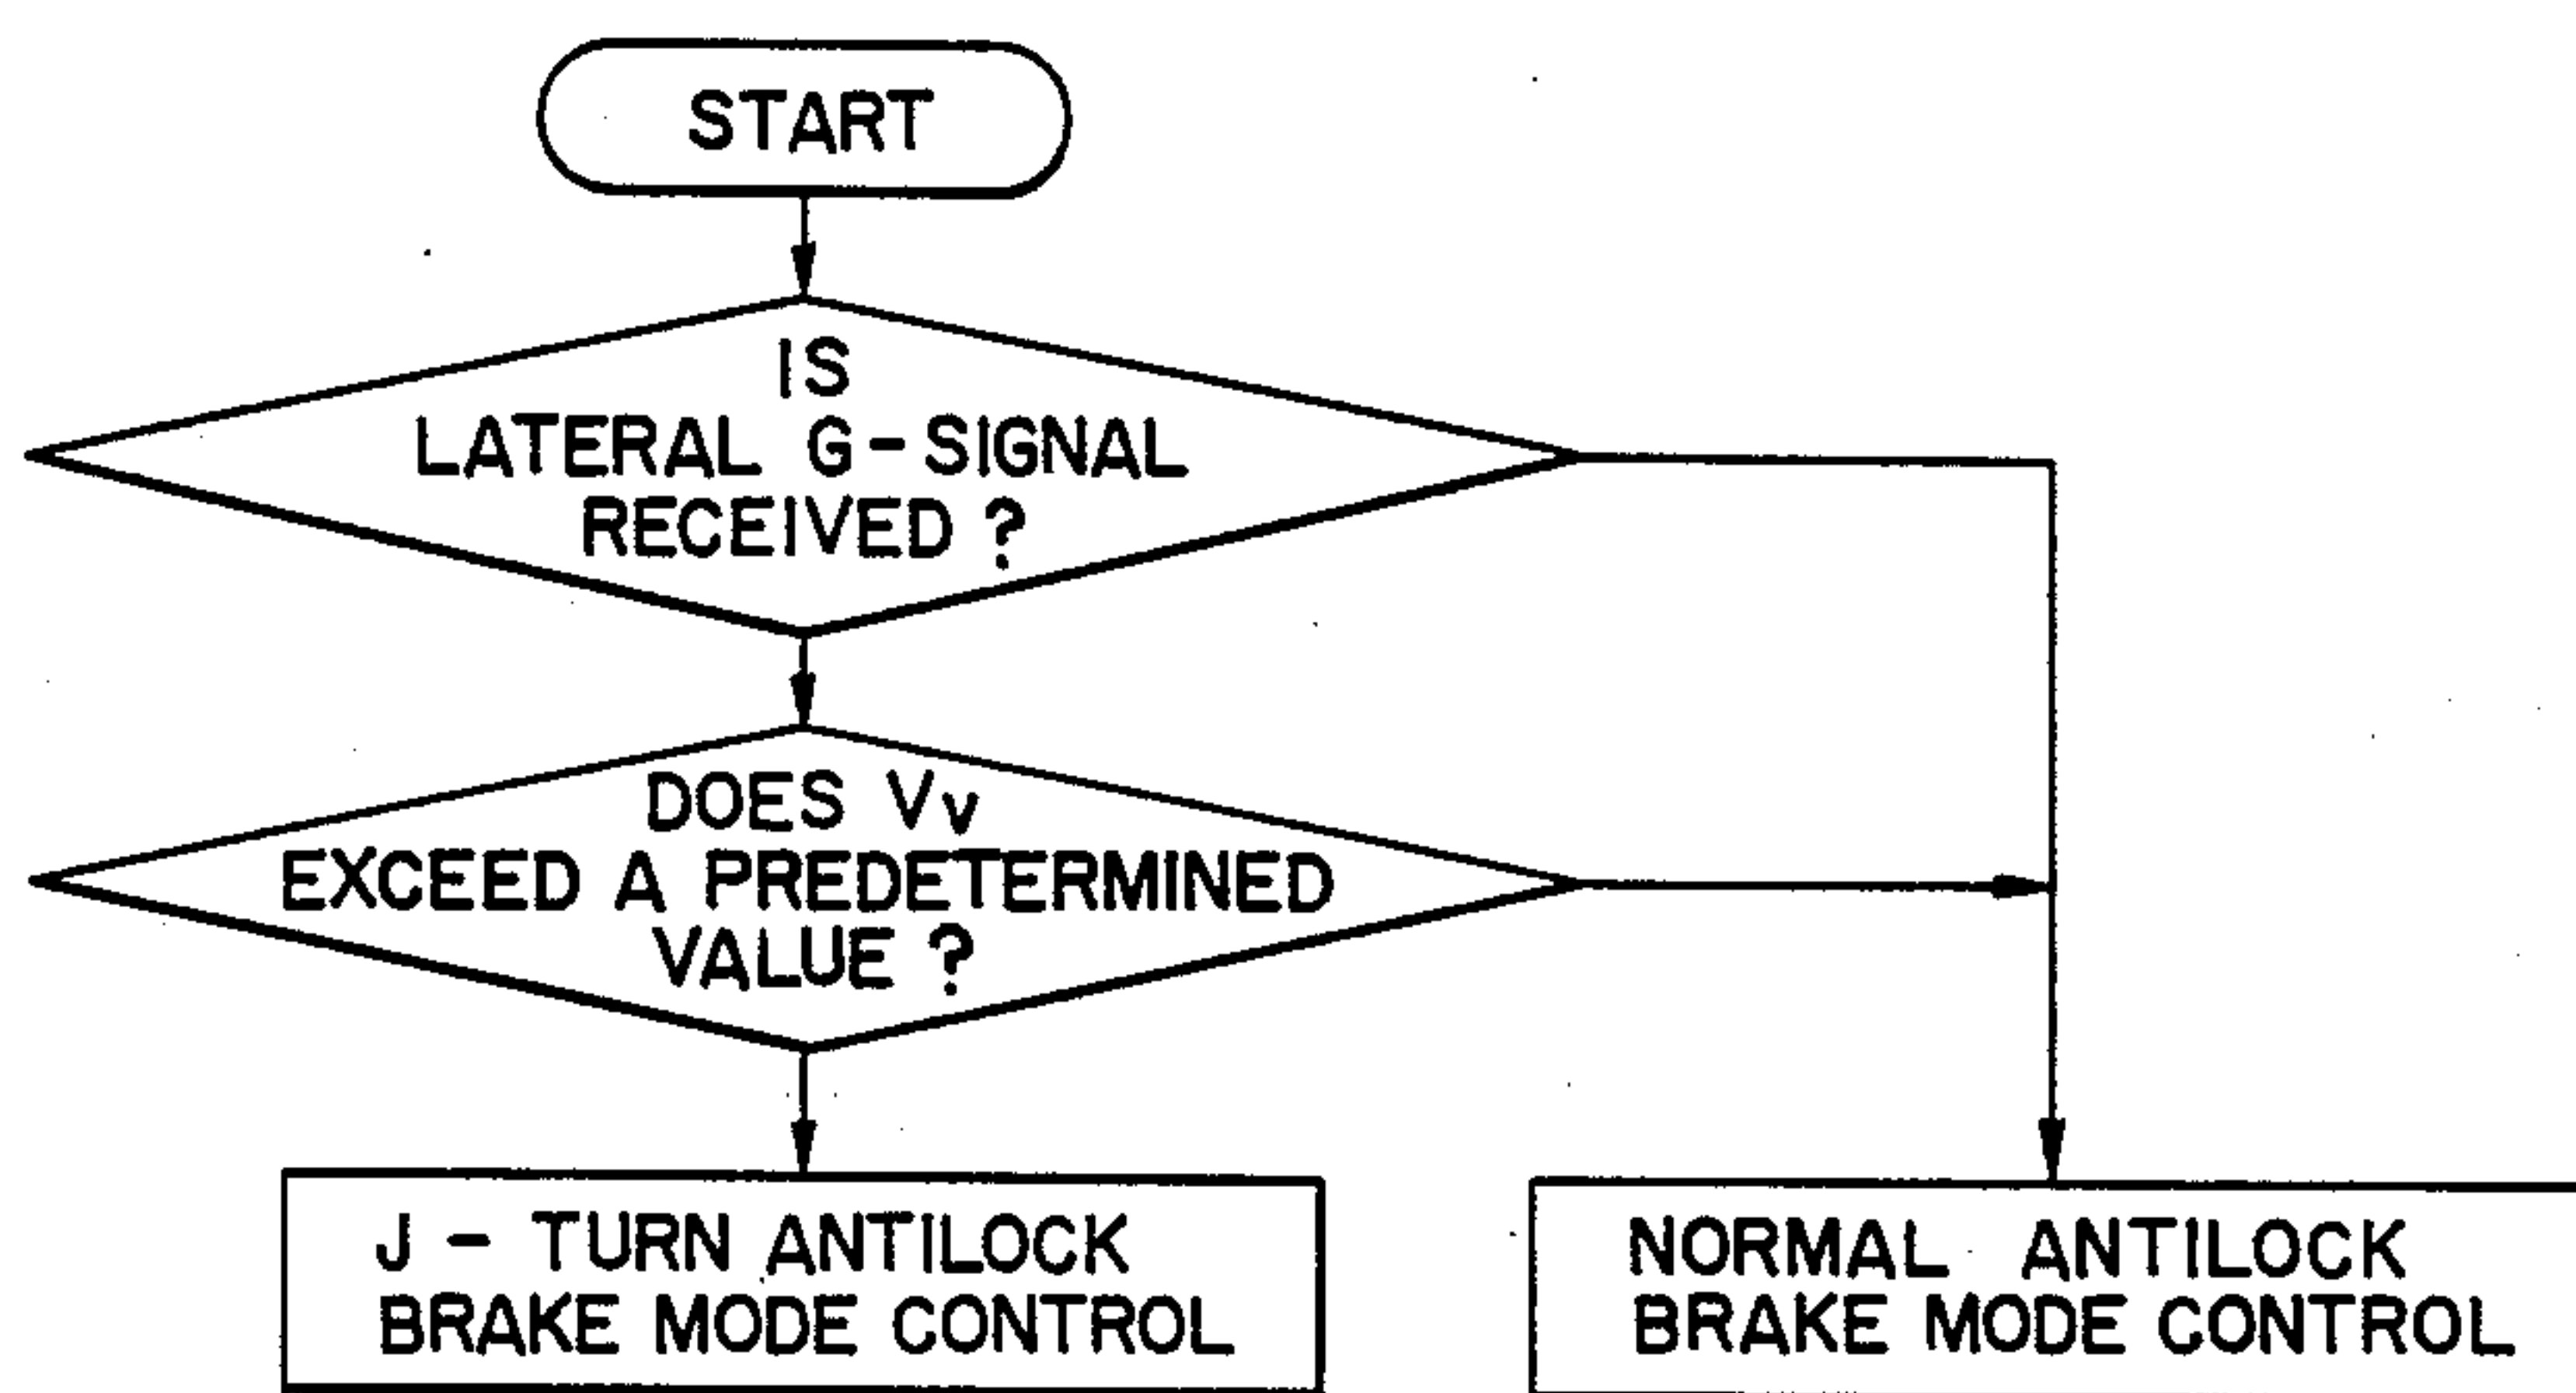 START
IS
LATERAL G-SIGNAL
RECEIVED ?
DOES Vv
EXCEED A PREDETERMINED
VALUE ?
J - TURN ANTILOCK
BRAKE MODE CONTROL
NORMAL ANTILOCK
BRAKE MODE CONTROL